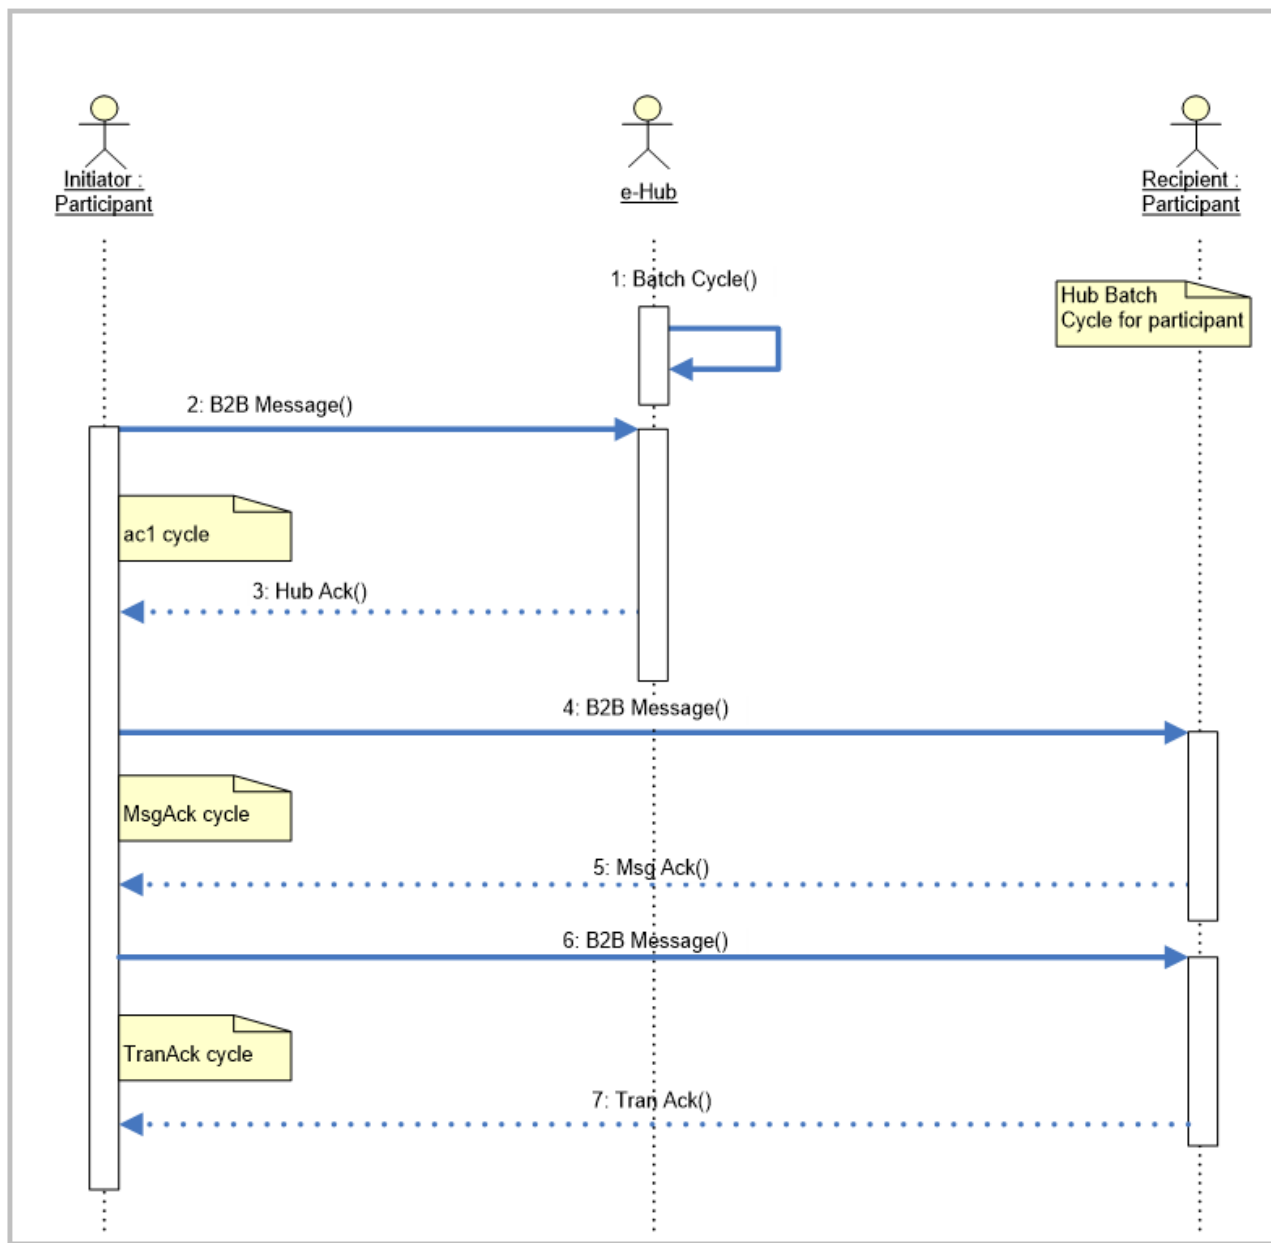 Initiator :
Participant
e-Hub
Recipient :
Participant
1: Batch Cycle()
Hub Batch
Cycle for participant
2: B2B Message()
ac1 cycle
3: Hub Ack()
4: B2B Message()
MsgAck cycle
5: Msg Ack()
6: B2B Message()
TranAck cycle
7: Tran Ack()